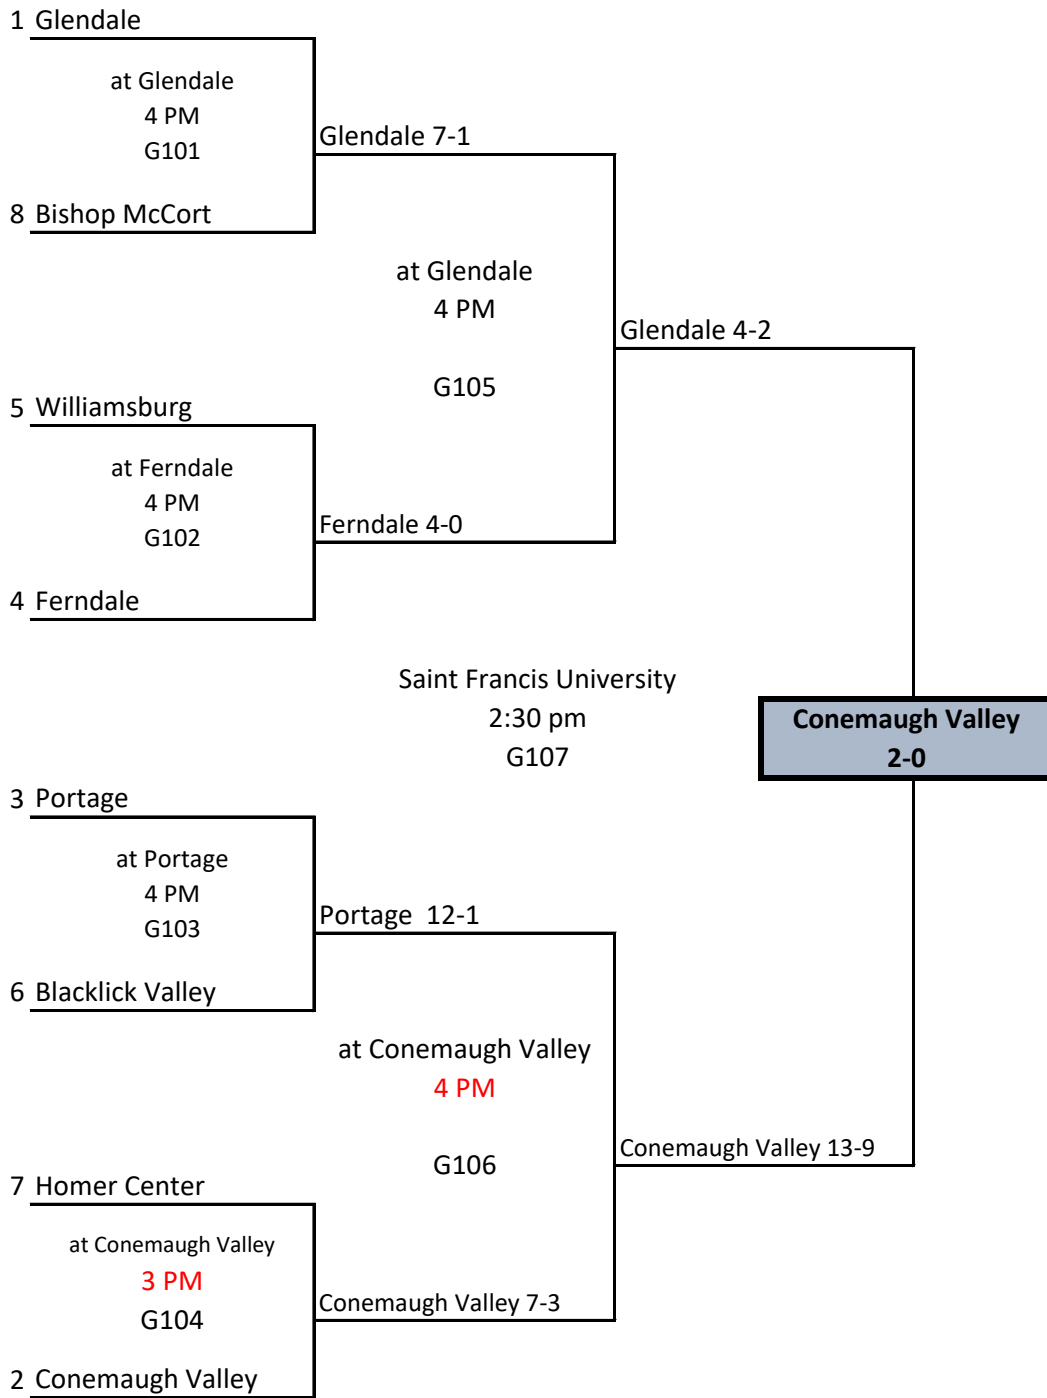 1 Glendale
at Glendale
4 PM
G101
Glendale 7-1
8 Bishop McCort
at Glendale
4 PM
Glendale 4-2
G105
5 Williamsburg
at Ferndale
4 PM
G102
Ferndale 4-0
4 Ferndale
Saint Francis University
2:30 pm
G107
Conemaugh Valley
2-0
3 Portage
at Portage
4 PM
G103
Portage  12-1
6 Blacklick Valley
at Conemaugh Valley
4 PM
G106
Conemaugh Valley 13-9
7 Homer Center
at Conemaugh Valley
3 PM
G104
Conemaugh Valley 7-3
2 Conemaugh Valley